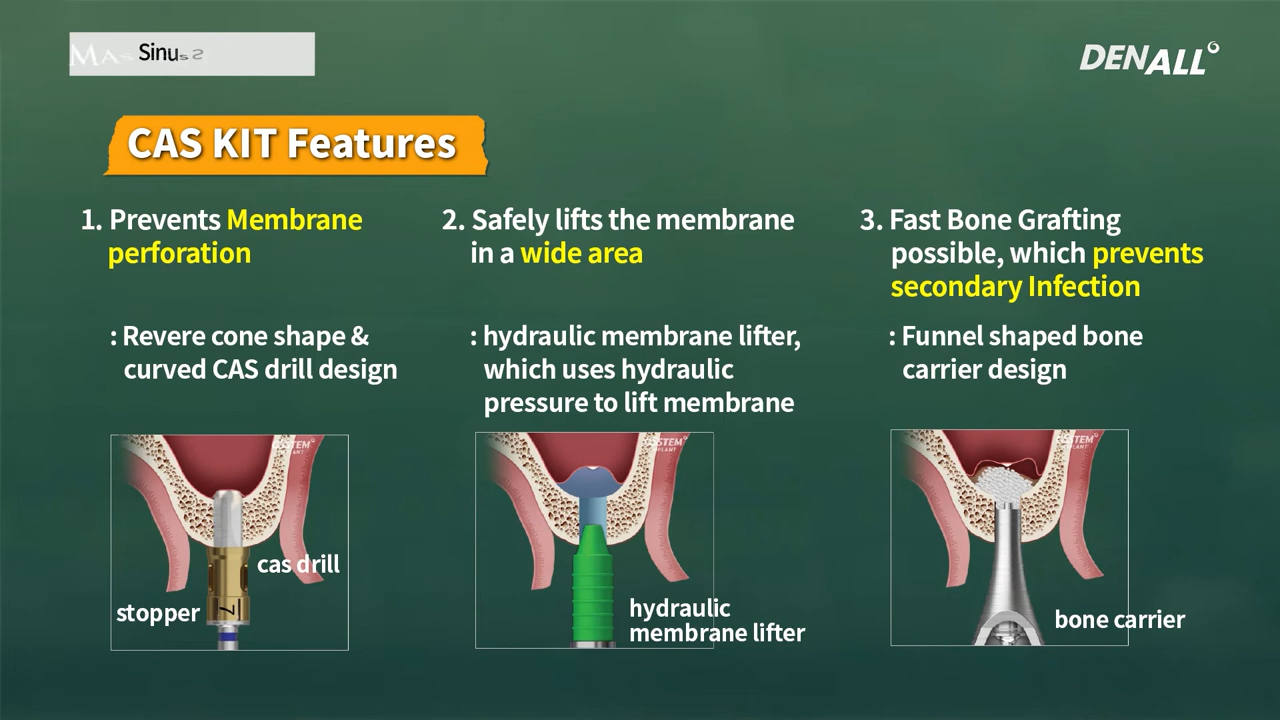 Sinus
DENALL
CAS KIT Features
1. Prevents Membrane
perforation
: Revere cone shape &
curved CAS drill design
cas drill
stopper
2. Safely lifts the membrane
in a wide area
: hydraulic membrane lifter,
which uses hydraulic
pressure to lift membrane
hydraulic
membrane lifter
3. Fast Bone Grafting
possible, which prevents
secondary Infection
: Funnel shaped bone
carrier design
bone carrier